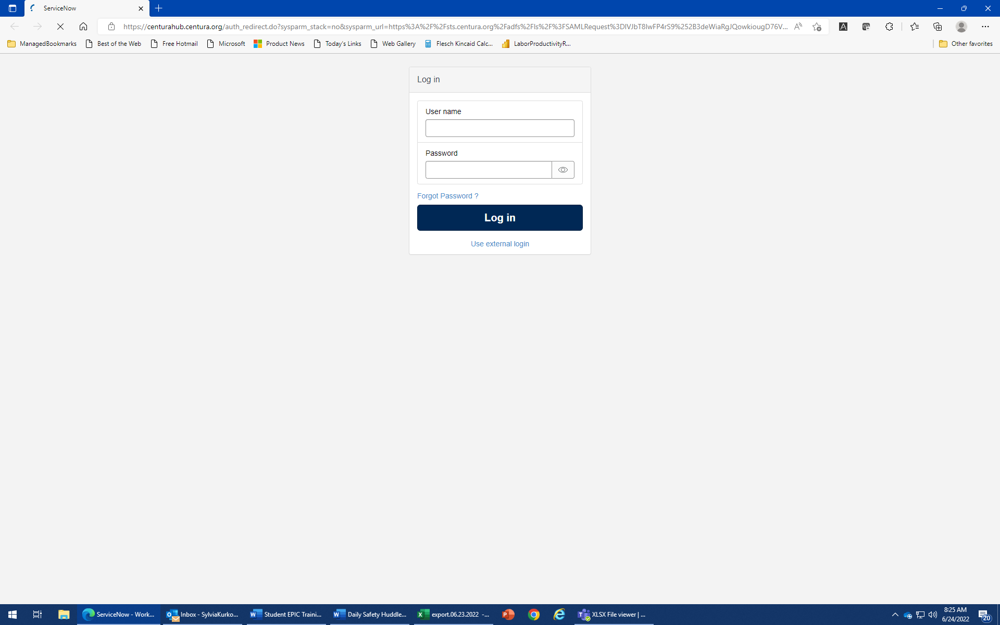 ServiceNow
https://centurahub.centura.org/auth_redirect.do?sysparm_stack=no&sysparm_url=https%3A%2F%2Fsts.centura.org%2Fadfs%2Fls%2F%3FSAMLRequest%3DlVJbT8IwFP4rS9%252B3deWiaRgJQowkiougD76V...
ManagedBookmarks Best of the Web Free Hotmail Microsoft Product News Today's Links Web Gallery Flesch Kincaid Calc... LaborProductivityR... Other favorites
Log in
User name
Password
Forgot Password ?
Log in
Use external login
ServiceNow - Work... Inbox - SylviaKurko... Student EPIC Traini... Daily Safety Huddle... export.06.23.2022 -... XLSX File viewer | ...
8:25 AM
6/24/2022
20